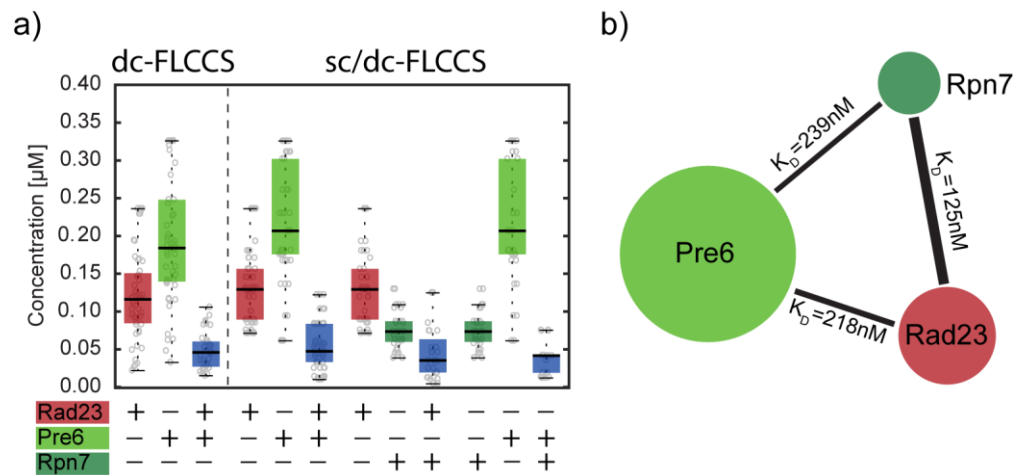 a)
dc-FLCCS
sc/dc-FLCCS
Concentration [µM]
0.40
0.35
0.30
0.25
0.20
0.15
0.10
0.05
0.00
Rad23 + − + + − + + − + − − −
Pre6 − + + − + + − − − − + +
Rpn7 − − − − − − − + + + − +
b)
Rpn7
K_D=239nM
K_D=125nM
Pre6
K_D=218nM
Rad23